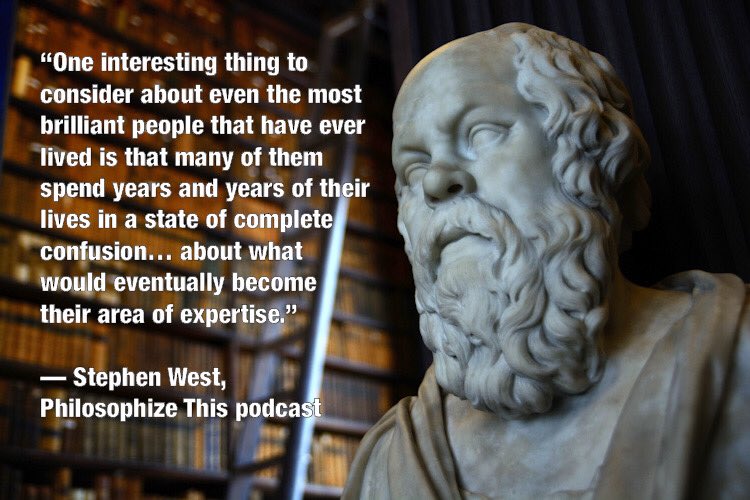 “One interesting thing to
consider about even the most
brilliant people that have ever
lived is that many of them
spend years and years of their
lives in a state of complete
confusion… about what
would eventually become
their area of expertise.”
— Stephen West,
Philosophize This podcast